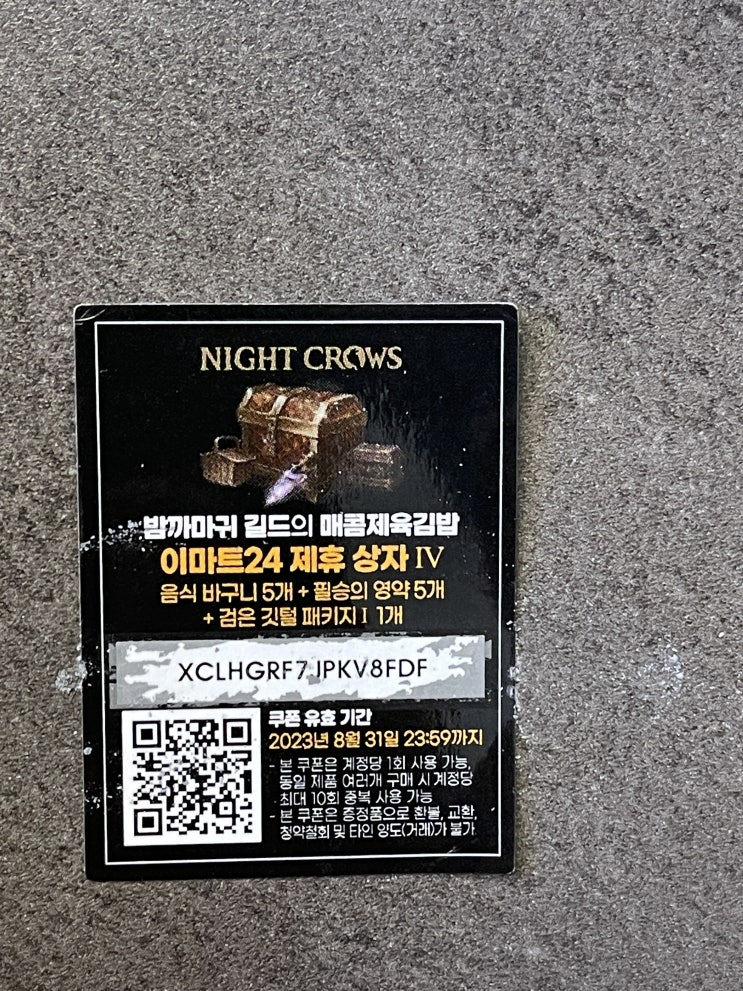 NIGHT CROWS
밤까마귀 길드의 매콤제육김밥
이마트24 제휴 상자 IV
음식 바구니 5개 + 필승의 영약 5개
+ 검은 깃털 패키지 I 1개
XCLHGRF7JPKV8FDF
쿠폰 유효 기간
2023년 8월 31일 23:59까지
- 본 쿠폰은 계정당 1회 사용 가능,
동일 제품 여러개 구매 시 계정당
최대 10회 중복 사용 가능
- 본 쿠폰은 증정품으로 환불, 교환,
청약철회 및 타인 양도(거래)가 불가